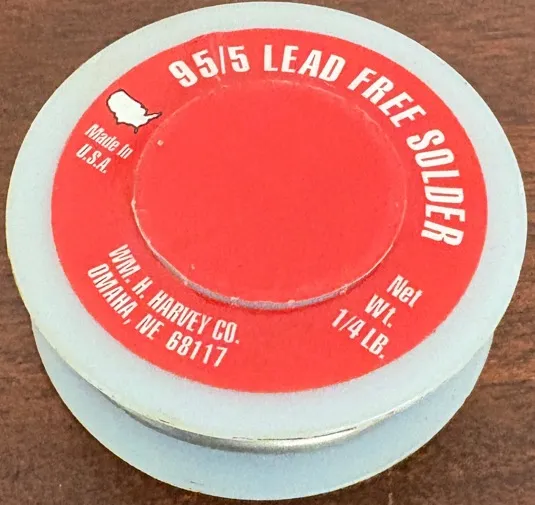 95/5 LEAD FREE SOLDER
Made In
U.S.A.
Net
Wt.
1/4 LB.
WM. H. HARVEY CO.
OMAHA, NE 68117